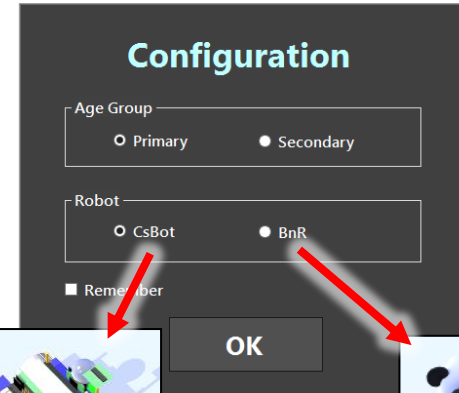 Configuration
Age Group
Primary Secondary
Robot
CsBot BnR
Remember
OK